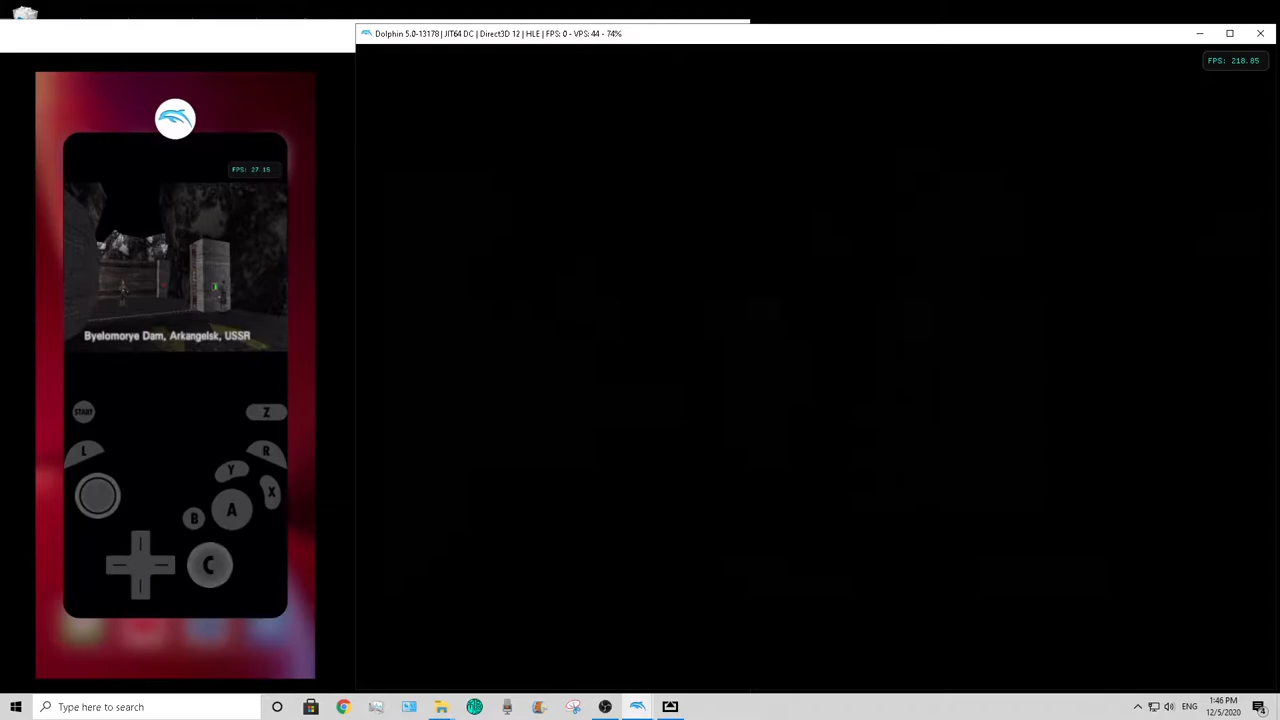 Dolphin 5.0-13178 | JIT64 DC | Direct3D 12 | HLE | FPS: 0 - VPS: 44 - 74%
FPS: 218.85
FPS: 27.15
Byelomorye Dam, Arkangelsk, USSR
START
Z
L
R
Y
X
B
A
C
Type here to search
ENG
1:46 PM
12/5/2020
4